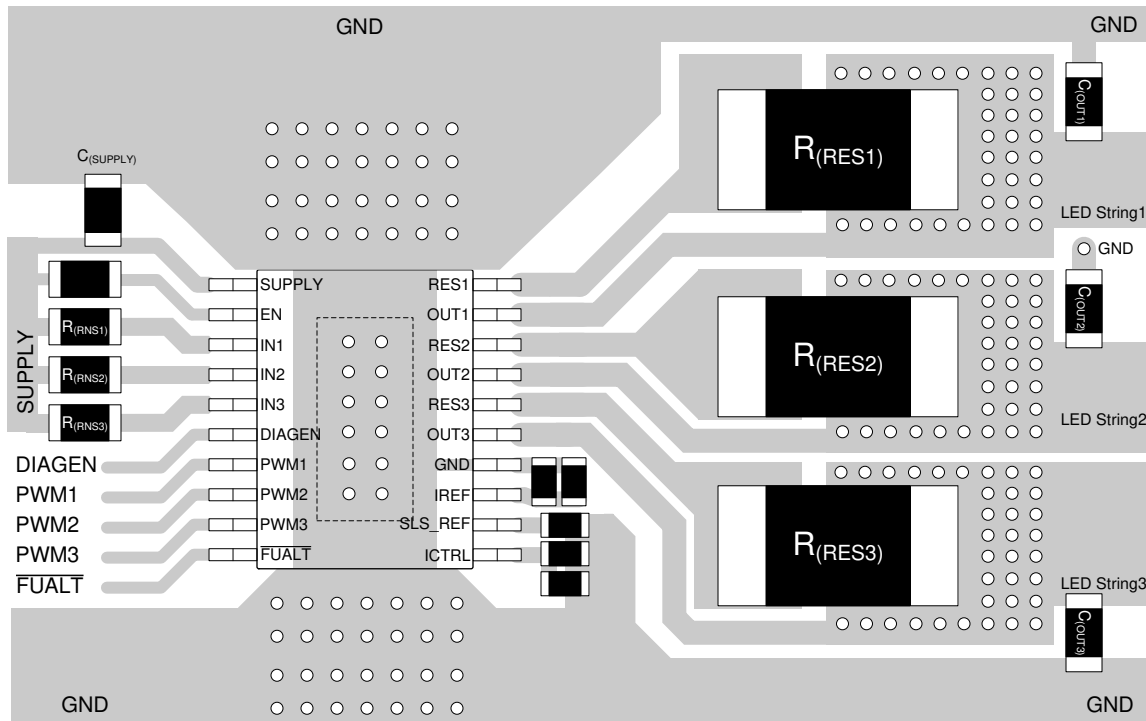 GND
GND
C(SUPPLY)
C(OUT1)
R(RES1)
LED String1
GND
SUPPLY
RES1
EN
OUT1
C(OUT2)
R(RNS1)
IN1
RES2
R(RES2)
SUPPLY
R(RNS2)
IN2
OUT2
R(RNS3)
IN3
RES3
LED String2
DIAGEN
DIAGEN
OUT3
PWM1
PWM1
GND
PWM2
PWM2
IREF
PWM3
PWM3
SLS_REF
R(RES3)
FUALT
FUALT
ICTRL
LED String3
C(OUT3)
GND
GND